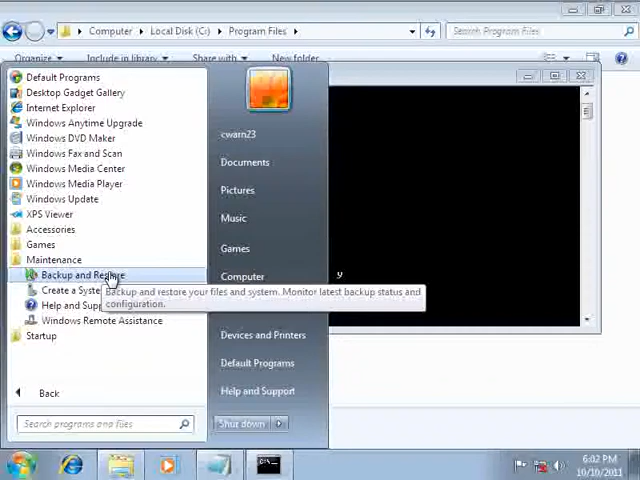 Computer ▸ Local Disk (C:) ▸ Program Files ▸
Search Program Files
Organize
Include in library
Share with
New folder
Default Programs
Desktop Gadget Gallery
Internet Explorer
Windows Anytime Upgrade
Windows DVD Maker
Windows Fax and Scan
Windows Media Center
Windows Media Player
Windows Update
XPS Viewer
Accessories
Games
Maintenance
Backup and Restore
Create a Syste
Help and Supp
Windows Remote Assistance
Startup
Back
Search programs and files
cwarn23
Documents
Pictures
Music
Games
Computer
Backup and restore your files and system. Monitor latest backup status and
configuration.
Devices and Printers
Default Programs
Help and Support
Shut down
y
6:02 PM
10/10/2011